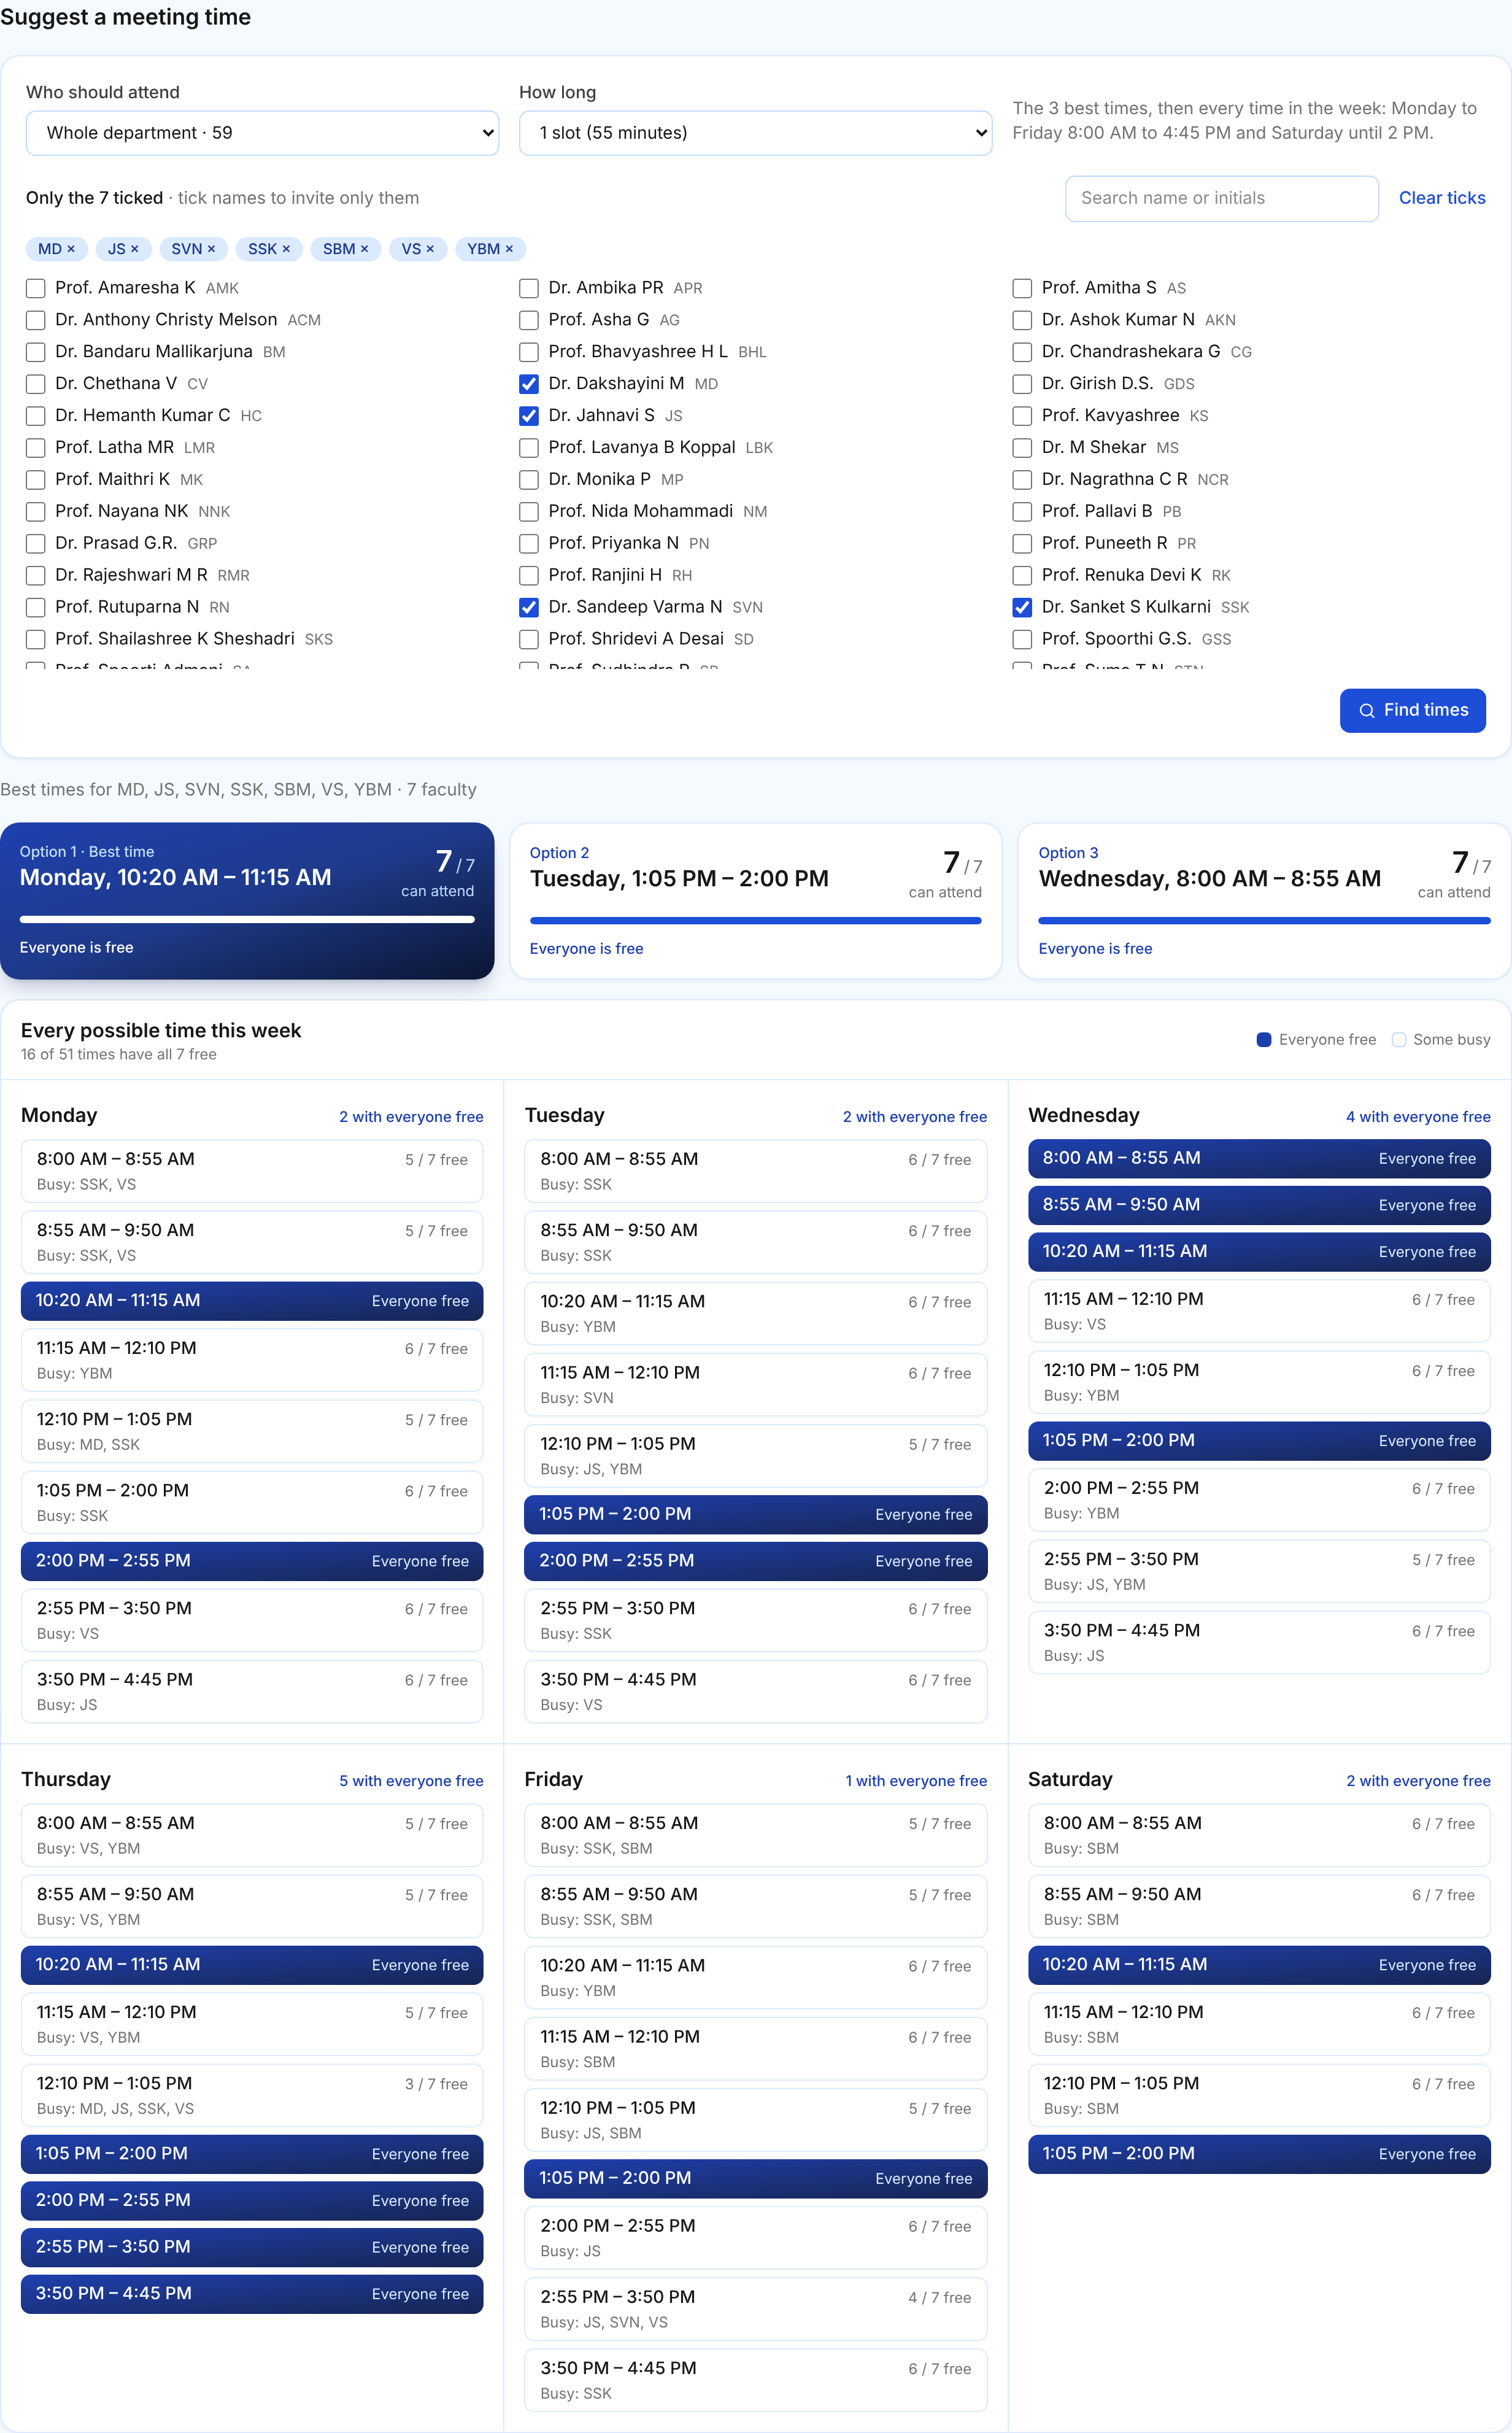 Suggest a meeting time
Who should attend
Whole department · 59
How long
1 slot (55 minutes)
The 3 best times, then every time in the week: Monday to
Friday 8:00 AM to 4:45 PM and Saturday until 2 PM.
Only the 7 ticked · tick names to invite only them
Search name or initials
Clear ticks
MD × JS × SVN × SSK × SBM × VS × YBM ×
Prof. Amaresha K AMK
Dr. Ambika PR APR
Prof. Amitha S AS
Dr. Anthony Christy Melson ACM
Prof. Asha G AG
Dr. Ashok Kumar N AKN
Dr. Bandaru Mallikarjuna BM
Prof. Bhavyashree H L BHL
Dr. Chandrashekara G CG
Dr. Chethana V CV
Dr. Dakshayini M MD
Dr. Girish D.S. GDS
Dr. Hemanth Kumar C HC
Dr. Jahnavi S JS
Prof. Kavyashree KS
Prof. Latha MR LMR
Prof. Lavanya B Koppal LBK
Dr. M Shekar MS
Prof. Maithri K MK
Dr. Monika P MP
Dr. Nagrathna C R NCR
Prof. Nayana NK NNK
Prof. Nida Mohammadi NM
Prof. Pallavi B PB
Dr. Prasad G.R. GRP
Prof. Priyanka N PN
Prof. Puneeth R PR
Dr. Rajeshwari M R RMR
Prof. Ranjini H RH
Prof. Renuka Devi K RK
Prof. Rutuparna N RN
Dr. Sandeep Varma N SVN
Dr. Sanket S Kulkarni SSK
Prof. Shailashree K Sheshadri SKS
Prof. Shridevi A Desai SD
Prof. Spoorthi G.S. GSS
Find times
Best times for MD, JS, SVN, SSK, SBM, VS, YBM · 7 faculty
Option 1 · Best time
Monday, 10:20 AM – 11:15 AM
7 / 7
can attend
Everyone is free
Option 2
Tuesday, 1:05 PM – 2:00 PM
7 / 7
can attend
Everyone is free
Option 3
Wednesday, 8:00 AM – 8:55 AM
7 / 7
can attend
Everyone is free
Every possible time this week
16 of 51 times have all 7 free
Everyone free
Some busy
Monday 2 with everyone free
8:00 AM – 8:55 AM 5 / 7 free
Busy: SSK, VS
8:55 AM – 9:50 AM 5 / 7 free
Busy: SSK, VS
10:20 AM – 11:15 AM Everyone free
11:15 AM – 12:10 PM 6 / 7 free
Busy: YBM
12:10 PM – 1:05 PM 5 / 7 free
Busy: MD, SSK
1:05 PM – 2:00 PM 6 / 7 free
Busy: SSK
2:00 PM – 2:55 PM Everyone free
2:55 PM – 3:50 PM 6 / 7 free
Busy: VS
3:50 PM – 4:45 PM 6 / 7 free
Busy: JS
Tuesday 2 with everyone free
8:00 AM – 8:55 AM 6 / 7 free
Busy: SSK
8:55 AM – 9:50 AM 6 / 7 free
Busy: SSK
10:20 AM – 11:15 AM 6 / 7 free
Busy: YBM
11:15 AM – 12:10 PM 6 / 7 free
Busy: SVN
12:10 PM – 1:05 PM 5 / 7 free
Busy: JS, YBM
1:05 PM – 2:00 PM Everyone free
2:00 PM – 2:55 PM Everyone free
2:55 PM – 3:50 PM 6 / 7 free
Busy: SSK
3:50 PM – 4:45 PM 6 / 7 free
Busy: VS
Wednesday 4 with everyone free
8:00 AM – 8:55 AM Everyone free
8:55 AM – 9:50 AM Everyone free
10:20 AM – 11:15 AM Everyone free
11:15 AM – 12:10 PM 6 / 7 free
Busy: VS
12:10 PM – 1:05 PM 6 / 7 free
Busy: YBM
1:05 PM – 2:00 PM Everyone free
2:00 PM – 2:55 PM 6 / 7 free
Busy: YBM
2:55 PM – 3:50 PM 5 / 7 free
Busy: JS, YBM
3:50 PM – 4:45 PM 6 / 7 free
Busy: JS
Thursday 5 with everyone free
8:00 AM – 8:55 AM 5 / 7 free
Busy: VS, YBM
8:55 AM – 9:50 AM 5 / 7 free
Busy: VS, YBM
10:20 AM – 11:15 AM Everyone free
11:15 AM – 12:10 PM 5 / 7 free
Busy: VS, YBM
12:10 PM – 1:05 PM 3 / 7 free
Busy: MD, JS, SSK, VS
1:05 PM – 2:00 PM Everyone free
2:00 PM – 2:55 PM Everyone free
2:55 PM – 3:50 PM Everyone free
3:50 PM – 4:45 PM Everyone free
Friday 1 with everyone free
8:00 AM – 8:55 AM 5 / 7 free
Busy: SSK, SBM
8:55 AM – 9:50 AM 5 / 7 free
Busy: SSK, SBM
10:20 AM – 11:15 AM 6 / 7 free
Busy: YBM
11:15 AM – 12:10 PM 6 / 7 free
Busy: SBM
12:10 PM – 1:05 PM 5 / 7 free
Busy: JS, SBM
1:05 PM – 2:00 PM Everyone free
2:00 PM – 2:55 PM 6 / 7 free
Busy: JS
2:55 PM – 3:50 PM 4 / 7 free
Busy: JS, SVN, VS
3:50 PM – 4:45 PM 6 / 7 free
Busy: SSK
Saturday 2 with everyone free
8:00 AM – 8:55 AM 6 / 7 free
Busy: SBM
8:55 AM – 9:50 AM 6 / 7 free
Busy: SBM
10:20 AM – 11:15 AM Everyone free
11:15 AM – 12:10 PM 6 / 7 free
Busy: SBM
12:10 PM – 1:05 PM 6 / 7 free
Busy: SBM
1:05 PM – 2:00 PM Everyone free